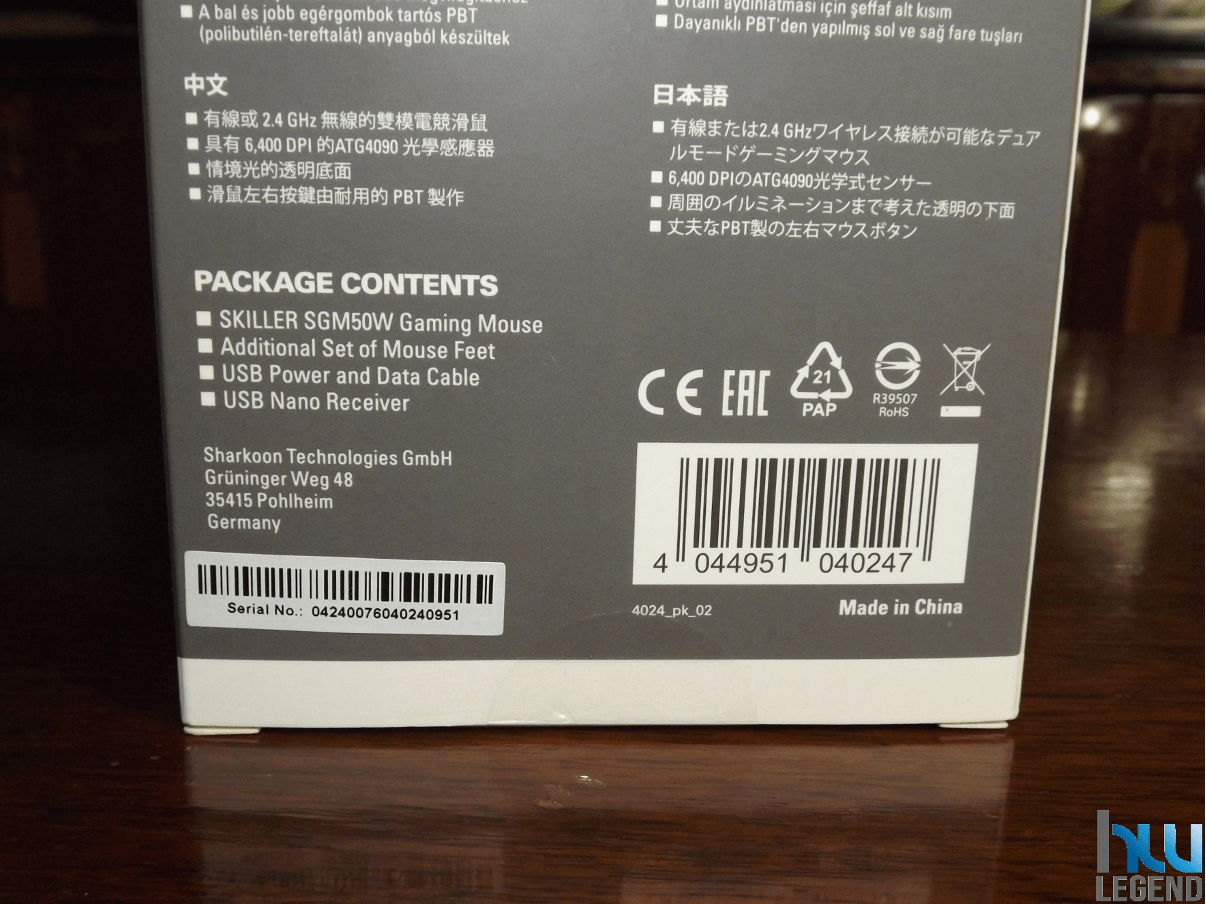 ■ A bal és jobb egérgombok tartós PBT
(polibutilén-tereftalát) anyagból készültek
■ Ortam aydınlatması için şeffaf alt kısım
■ Dayanıklı PBT'den yapılmış sol ve sağ fare tuşları
中文
■ 有線或 2.4 GHz 無線的雙模電競滑鼠
■ 具有 6,400 DPI 的ATG4090 光學感應器
■ 情境光的透明底面
■ 滑鼠左右按鍵由耐用的 PBT 製作
日本語
■ 有線または2.4 GHzワイヤレス接続が可能なデュア
ルモードゲーミングマウス
■ 6,400 DPIのATG4090光学式センサー
■ 周囲のイルミネーションまで考えた透明の下面
■ 丈夫なPBT製の左右マウスボタン
PACKAGE CONTENTS
■ SKILLER SGM50W Gaming Mouse
■ Additional Set of Mouse Feet
■ USB Power and Data Cable
■ USB Nano Receiver
Sharkoon Technologies GmbH
Grüninger Weg 48
35415 Pohlheim
Germany
Serial No.: 04240076040240951
CE EAC
21
PAP
R39507
RoHS
4 044951 040247
4024_pk_02
Made in China
LEGEND